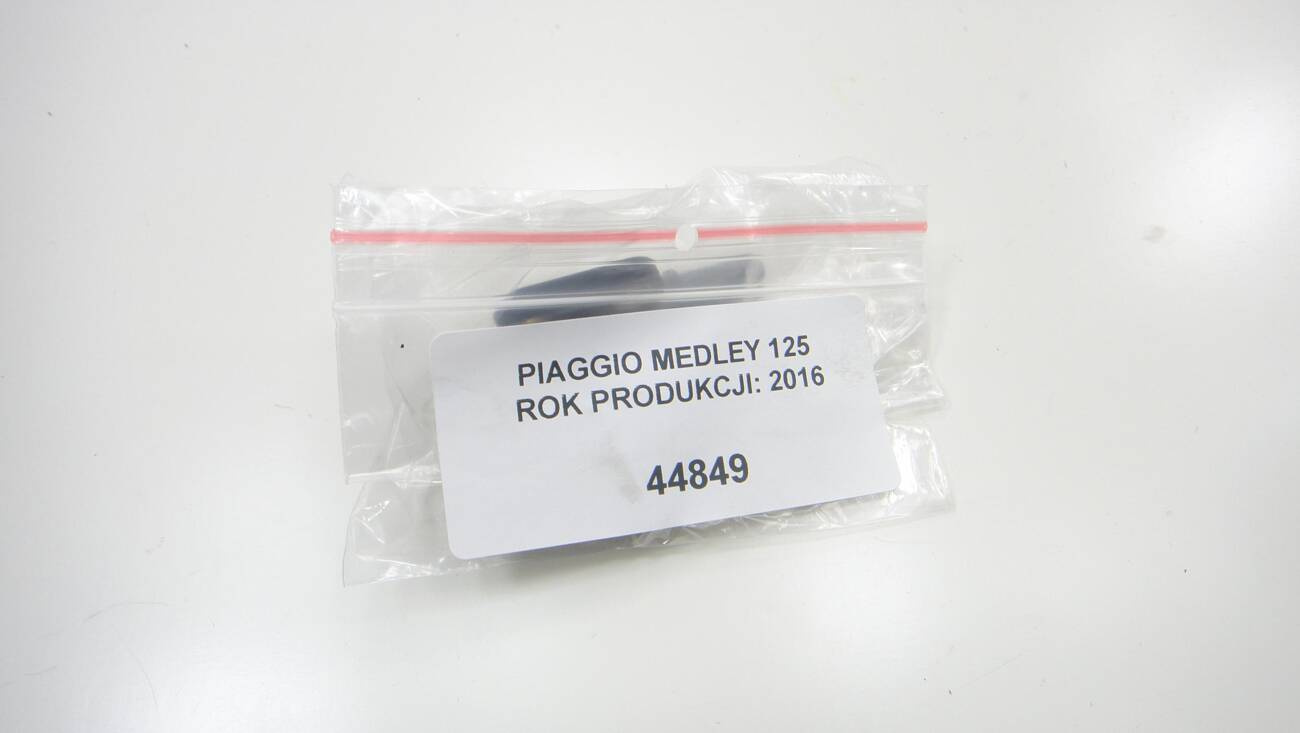 PIAGGIO MEDLEY 125
ROK PRODUKCJI: 2016
44849